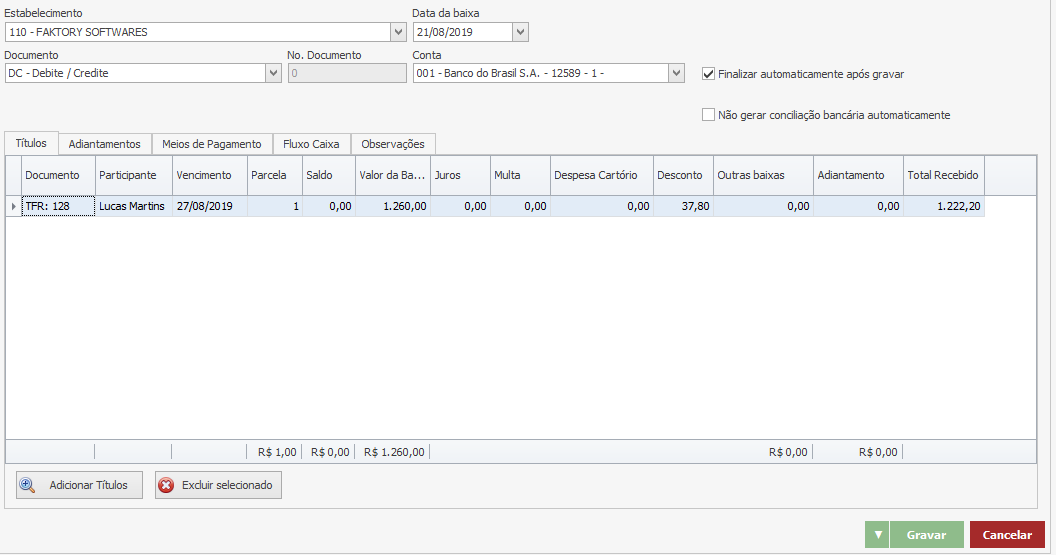 Estabelecimento Data da baixa
110 - FAKTORY SOFTWARES 21/08/2019
Documento No. Documento Conta
DC - Debite / Credite 0 001 - Banco do Brasil S.A. - 12589 - 1 - Finalizar automaticamente após gravar
Não gerar conciliação bancária automaticamente
Títulos Adiantamentos Meios de Pagamento Fluxo Caixa Observações
Documento Participante Vencimento Parcela Saldo Valor da Ba... Juros Multa Despesa Cartório Desconto Outras baixas Adiantamento Total Recebido
TFR: 128 Lucas Martins 27/08/2019 1 0,00 1.260,00 0,00 0,00 0,00 37,80 0,00 0,00 1.222,20
R$ 1,00 R$ 0,00 R$ 1.260,00 R$ 0,00 R$ 0,00
Adicionar Títulos Excluir selecionado
Gravar Cancelar